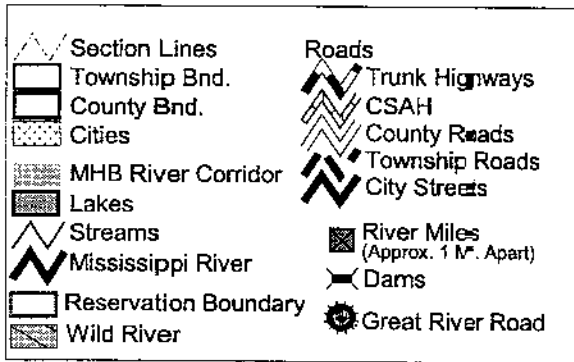 Section Lines
Township Bnd.
County Bnd.
Cities
MHB River Corridor
Lakes
Streams
Mississippi River
Reservation Boundary
Wild River
Roads
Trunk Highways
CSAH
County Roads
Township Roads
City Streets
River Miles
(Approx. 1 M. Apart)
Dams
Great River Road